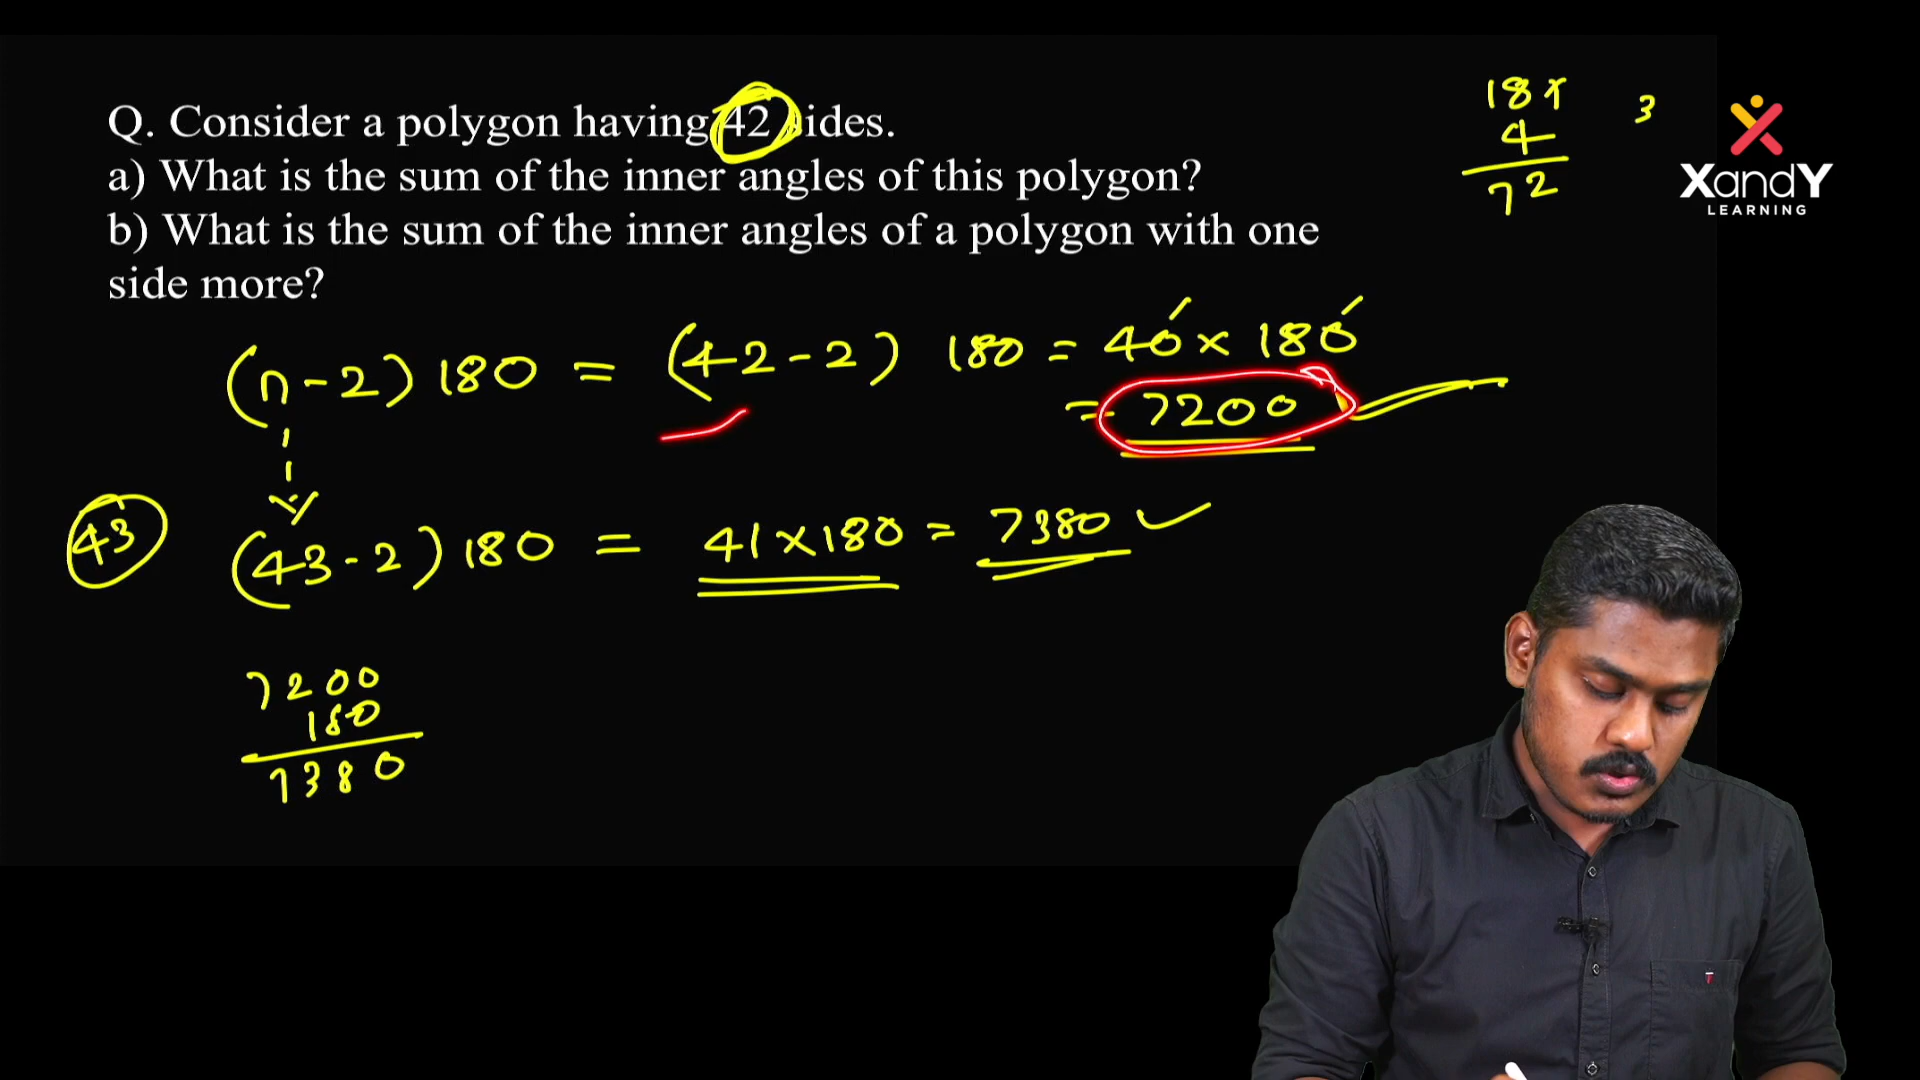 Q. Consider a polygon having 42 sides.
a) What is the sum of the inner angles of this polygon?
b) What is the sum of the inner angles of a polygon with one
side more?
18×
4
72
3
XandY
LEARNING
(n-2) 180 = (42-2) 180 = 40 × 180
= 7200
43
(43-2) 180 = 41 × 180 = 7380
7200
180
7380